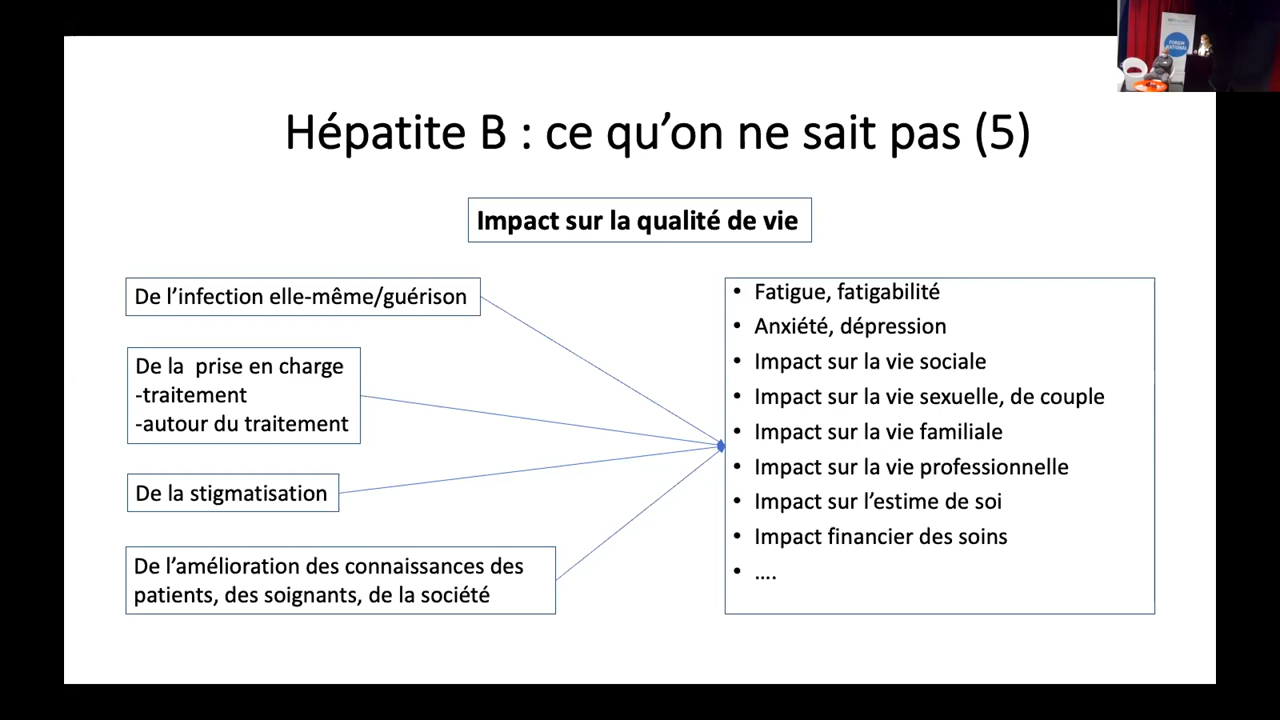 Hépatite B : ce qu’on ne sait pas (5)
Impact sur la qualité de vie
De l’infection elle-même/guérison
De la  prise en charge
-traitement
-autour du traitement
De la stigmatisation
De l’amélioration des connaissances des
patients, des soignants, de la société
• Fatigue, fatigabilité
• Anxiété, dépression
• Impact sur la vie sociale
• Impact sur la vie sexuelle, de couple
• Impact sur la vie familiale
• Impact sur la vie professionnelle
• Impact sur l’estime de soi
• Impact financier des soins
• ….
FORUM
NATIONAL